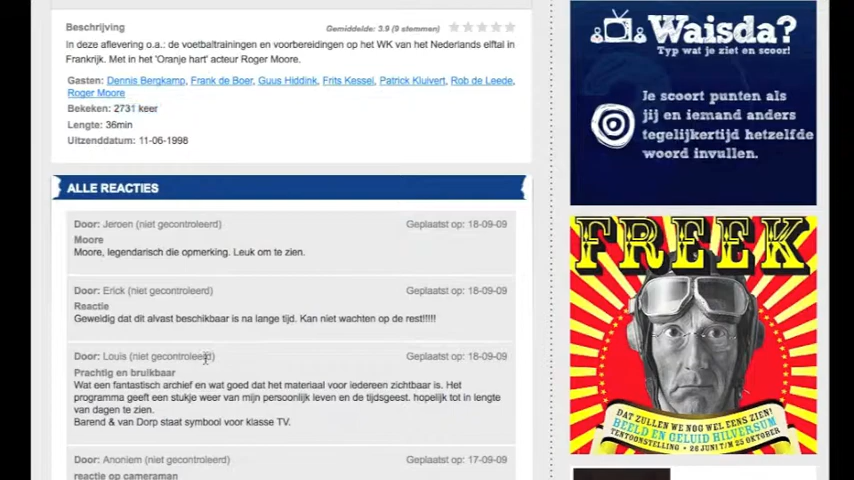 Beschrijving
Gemiddelde: 3.9 (9 stemmen)
In deze aflevering o.a.: de voetbaltrainingen en voorbereidingen op het WK van het Nederlands elftal in
Frankrijk. Met in het 'Oranje hart' acteur Roger Moore.
Gasten: Dennis Bergkamp, Frank de Boer, Guus Hiddink, Frits Kessel, Patrick Kluivert, Rob de Leede,
Roger Moore
Bekeken: 2731 keer
Lengte: 36min
Uitzenddatum: 11-06-1998
ALLE REACTIES
Door: Jeroen (niet gecontroleerd)
Geplaatst op: 18-09-09
Moore
Moore, legendarisch die opmerking. Leuk om te zien.
Door: Erick (niet gecontroleerd)
Geplaatst op: 18-09-09
Reactie
Geweldig dat dit alvast beschikbaar is na lange tijd. Kan niet wachten op de rest!!!!!!
Door: Louis (niet gecontroleerd)
Geplaatst op: 18-09-09
Prachtig en bruikbaar
Wat een fantastisch archief en wat goed dat het materiaal voor iedereen zichtbaar is. Het
programma geeft een stukje weer van mijn persoonlijk leven en de tijdsgeest. hopelijk tot in lengte
van dagen te zien.
Barend & van Dorp staat symbool voor klasse TV.
Door: Anoniem (niet gecontroleerd)
Geplaatst op: 17-09-09
reactie op cameraman
Waisda?
Typ wat je ziet en scoor!
Je scoort punten als
jij en iemand anders
tegelijkertijd hetzelfde
woord invullen.
FREEK
DAT ZULLEN WE NOG WEL EENS ZIEN!
BEELD EN GELUID HILVERSUM
TENTOONSTELLING • 26 JUNI T/M 25 OKTOBER